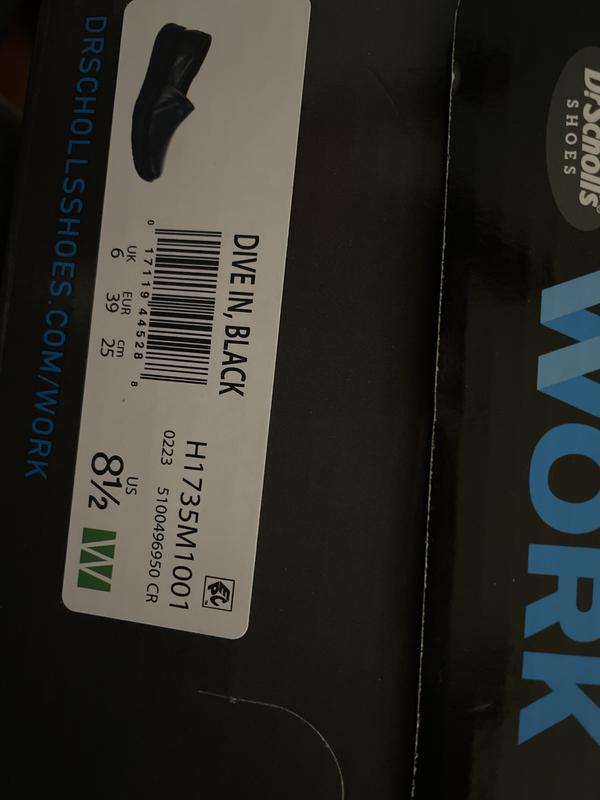 Dr.Scholl's
SHOES
WORK
DIVE IN, BLACK
0 17119 44528 8
UK EUR cm
6 39 25
H1735M1001
0223 5100496950 CR
US
8½ W
DRSCHOLLSSHOES.COM/WORK